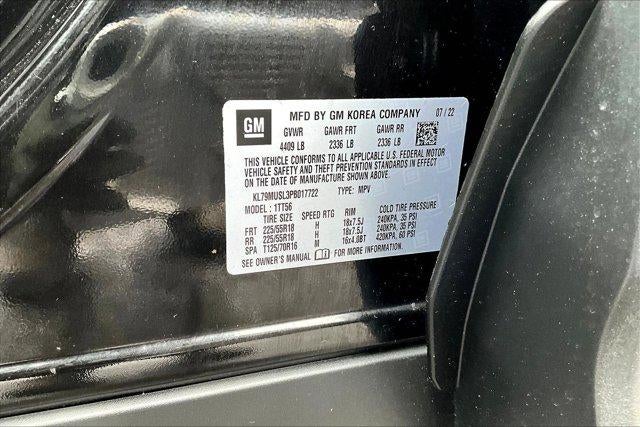 GM
MFD BY GM KOREA COMPANY 07 / 22
GVWR GAWR FRT GAWR RR
4409 LB 2336 LB 2336 LB
THIS VEHICLE CONFORMS TO ALL APPLICABLE U.S. FEDERAL MOTOR
VEHICLE SAFETY AND THEFT PREVENTION STANDARDS IN EFFECT
ON THE DATE OF MANUFACTURE SHOWN ABOVE.
KL79MUSL3PB017722 TYPE: MPV
MODEL: 1TT56
TIRE SIZE SPEED RTG RIM COLD TIRE PRESSURE
FRT 225/55R18 H 18x7.5J 240KPA, 35 PSI
RR 225/55R18 H 18x7.5J 240KPA, 35 PSI
SPA T125/70R16 M 16x4.0BT 420KPA, 60 PSI
SEE OWNER'S MANUAL FOR MORE INFORMATION.